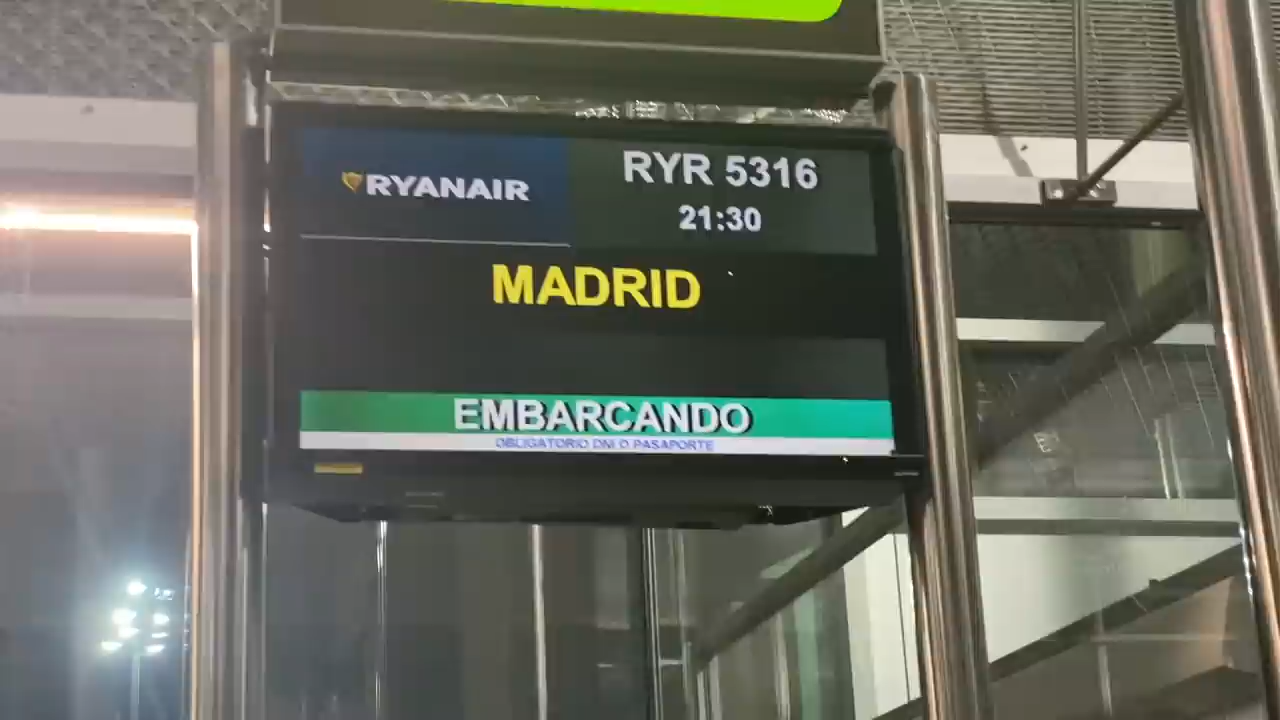 RYANAIR
RYR 5316
21:30
MADRID
EMBARCANDO
OBLIGATORIO DNI O PASAPORTE